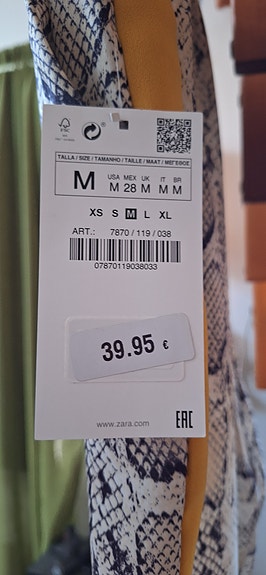 FSC
TALLA / SIZE / TAMANHO / TAILLE / MAAT / ΜΕΓΕΘΟΣ
USA MEX UK IT BR
M M 28 M M M
XS S M L XL
ART.: 7870 / 119 / 038
07870119038033
39.95 €
www.zara.com
EAC